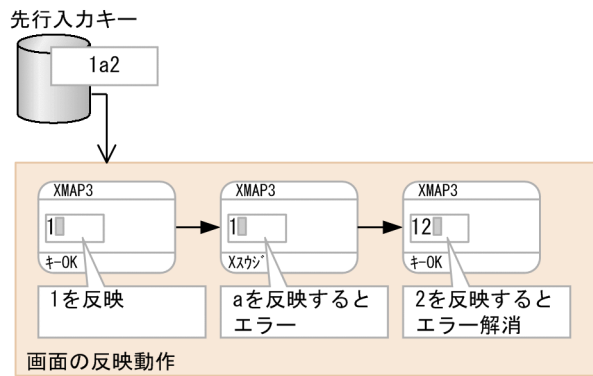 先行入力キー
1a2
XMAP3
1
キーOK
1を反映
XMAP3
1
Xスウジ
aを反映すると
エラー
XMAP3
12
キーOK
2を反映すると
エラー解消
画面の反映動作